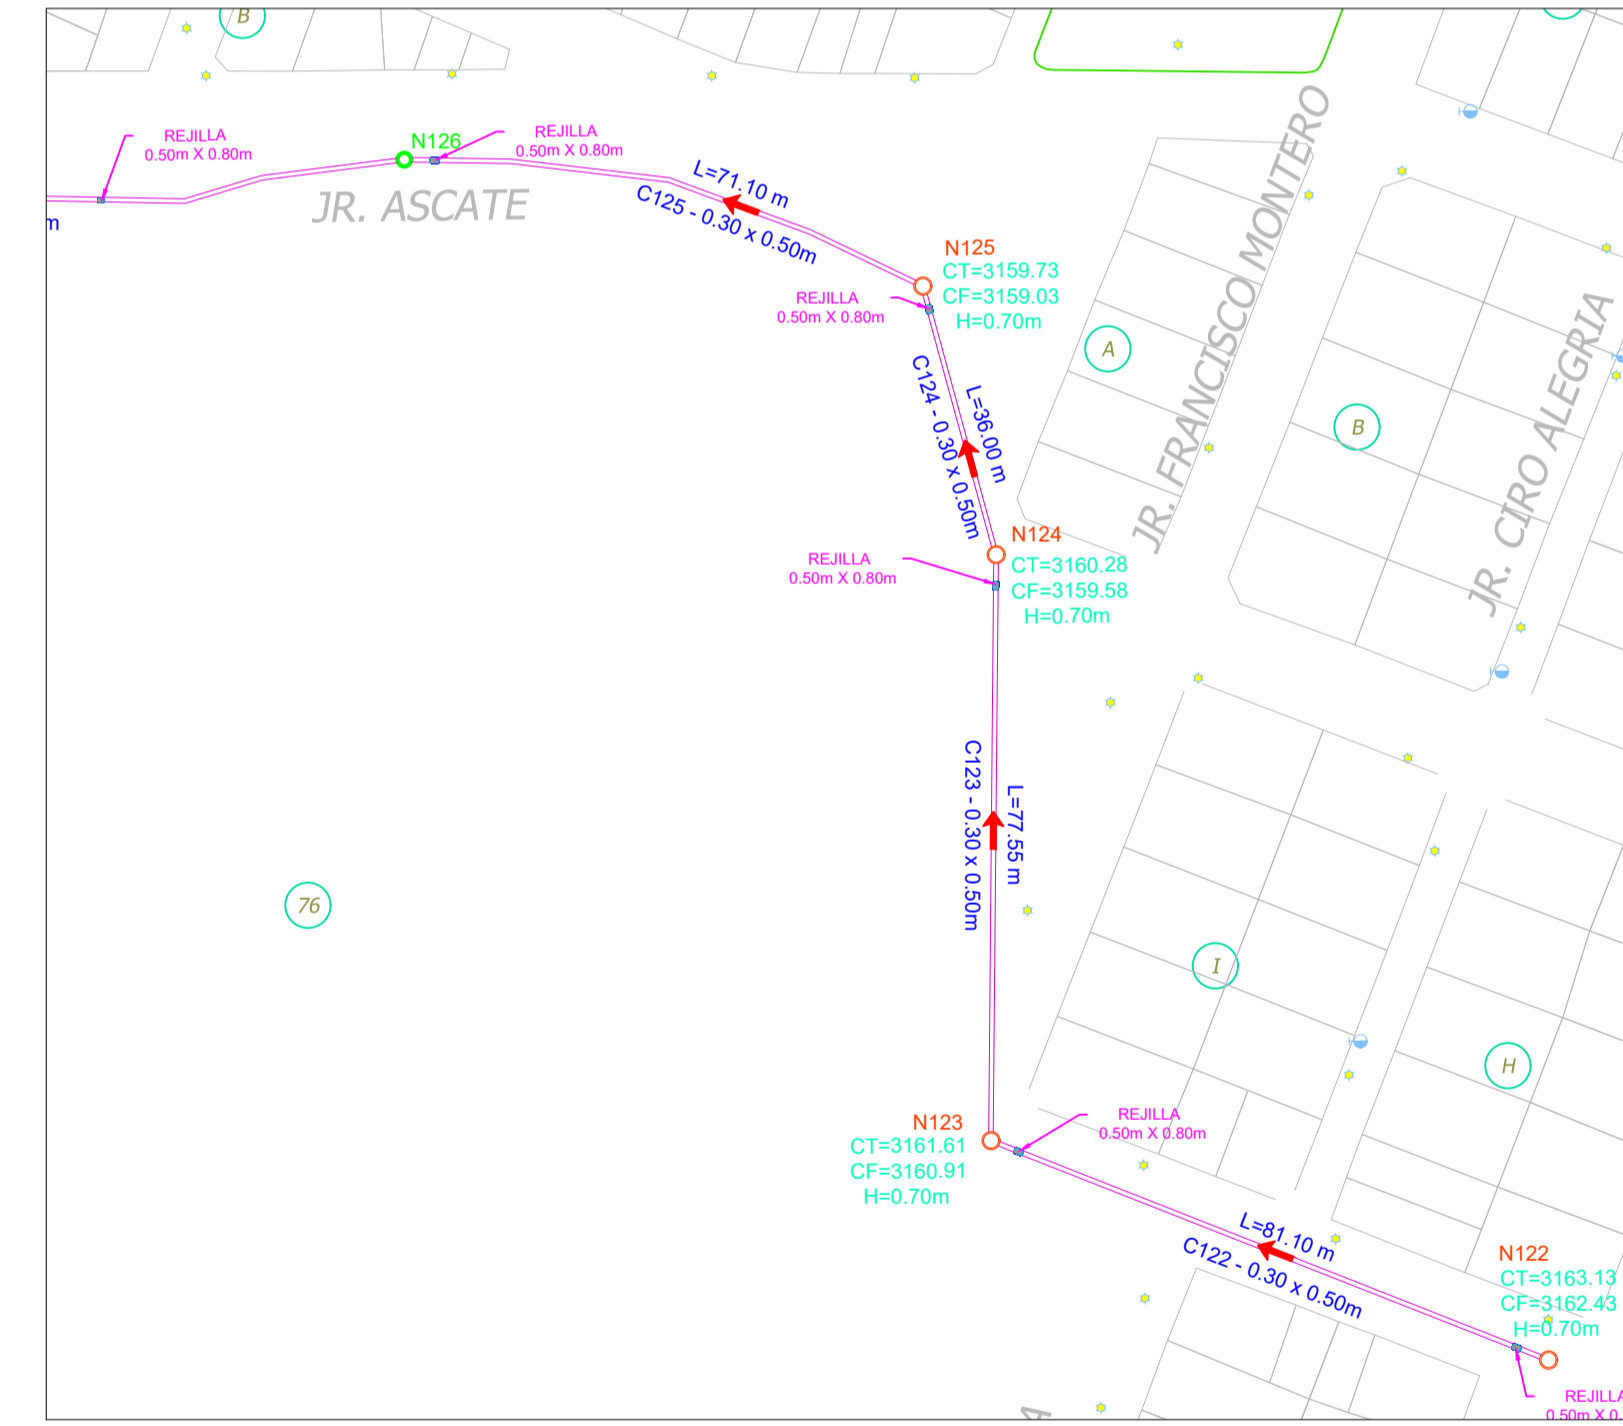 B
REJILLA
0.50m X 0.80m
N126
REJILLA
0.50m X 0.80m
JR. ASCATE
m
L=71.10 m
C125 - 0.30 x 0.50m
N125
CT=3159.73
CF=3159.03
H=0.70m
REJILLA
0.50m X 0.80m
A
JR. FRANCISCO MONTERO
B
JR. CIRO ALEGRIA
L=36.00 m
C124 - 0.30 x 0.50m
N124
CT=3160.28
CF=3159.58
H=0.70m
REJILLA
0.50m X 0.80m
C123 - 0.30 x 0.50m
L=77.55 m
76
I
H
N123
CT=3161.61
CF=3160.91
H=0.70m
REJILLA
0.50m X 0.80m
L=81.10 m
C122 - 0.30 x 0.50m
N122
CT=3163.13
CF=3162.43
H=0.70m
REJILLA
0.50m X 0
A